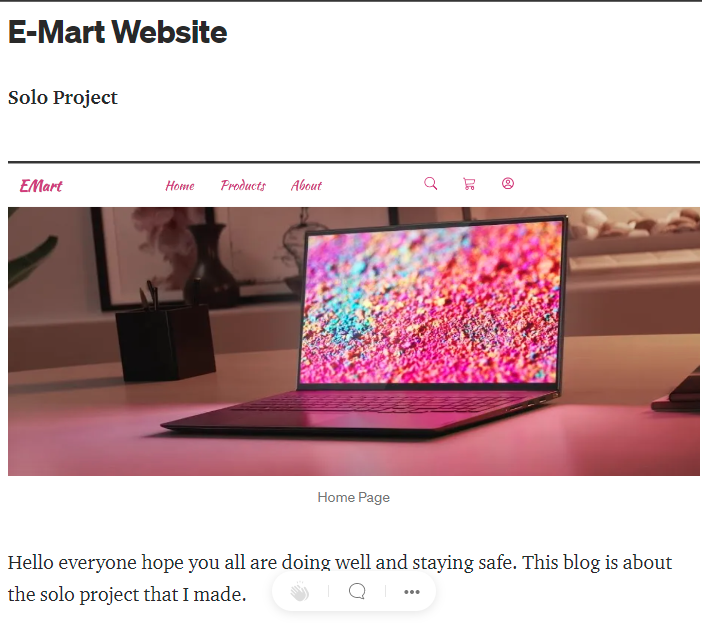 E-Mart Website
Solo Project
EMart Home Products About
Home Page
Hello everyone hope you all are doing well and staying safe. This blog is about
the solo project that I made.